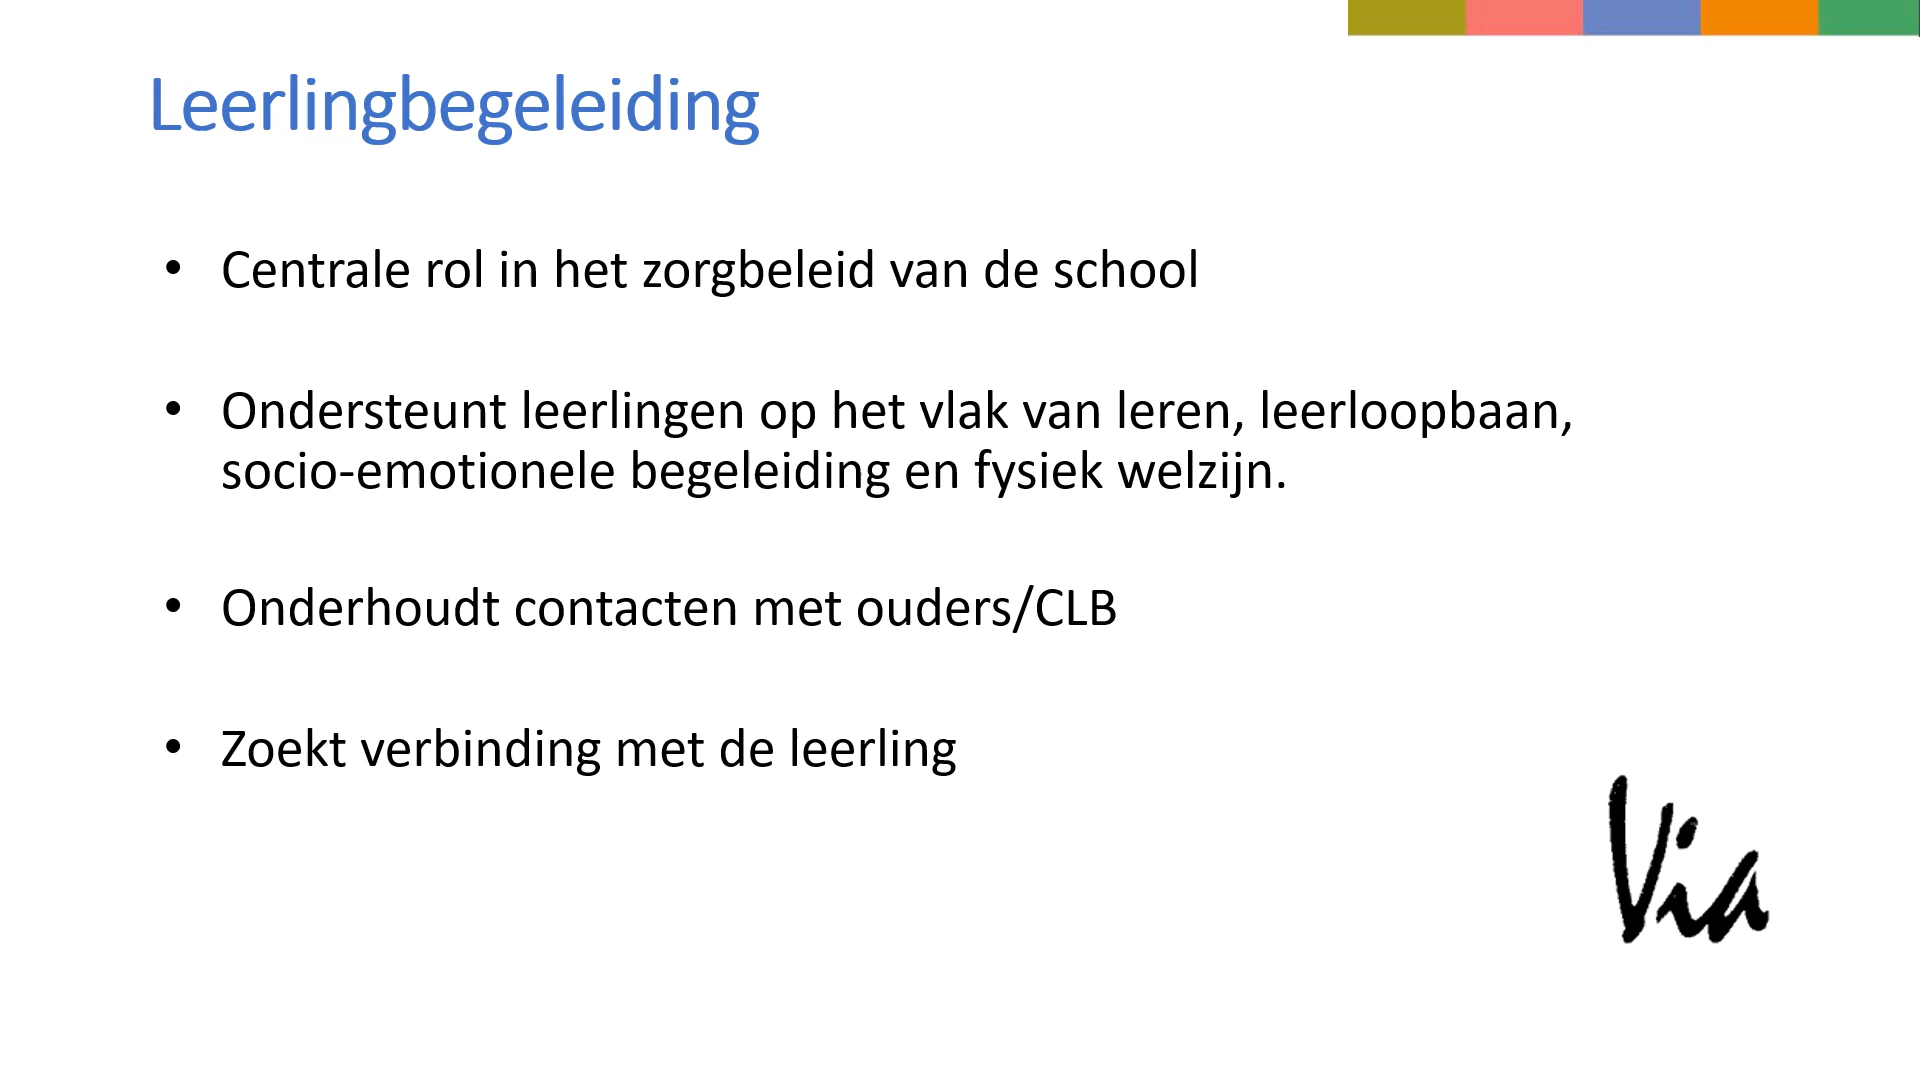 Leerlingbegeleiding
• Centrale rol in het zorgbeleid van de school
• Ondersteunt leerlingen op het vlak van leren, leerloopbaan,
socio-emotionele begeleiding en fysiek welzijn.
• Onderhoudt contacten met ouders/CLB
• Zoekt verbinding met de leerling
Via